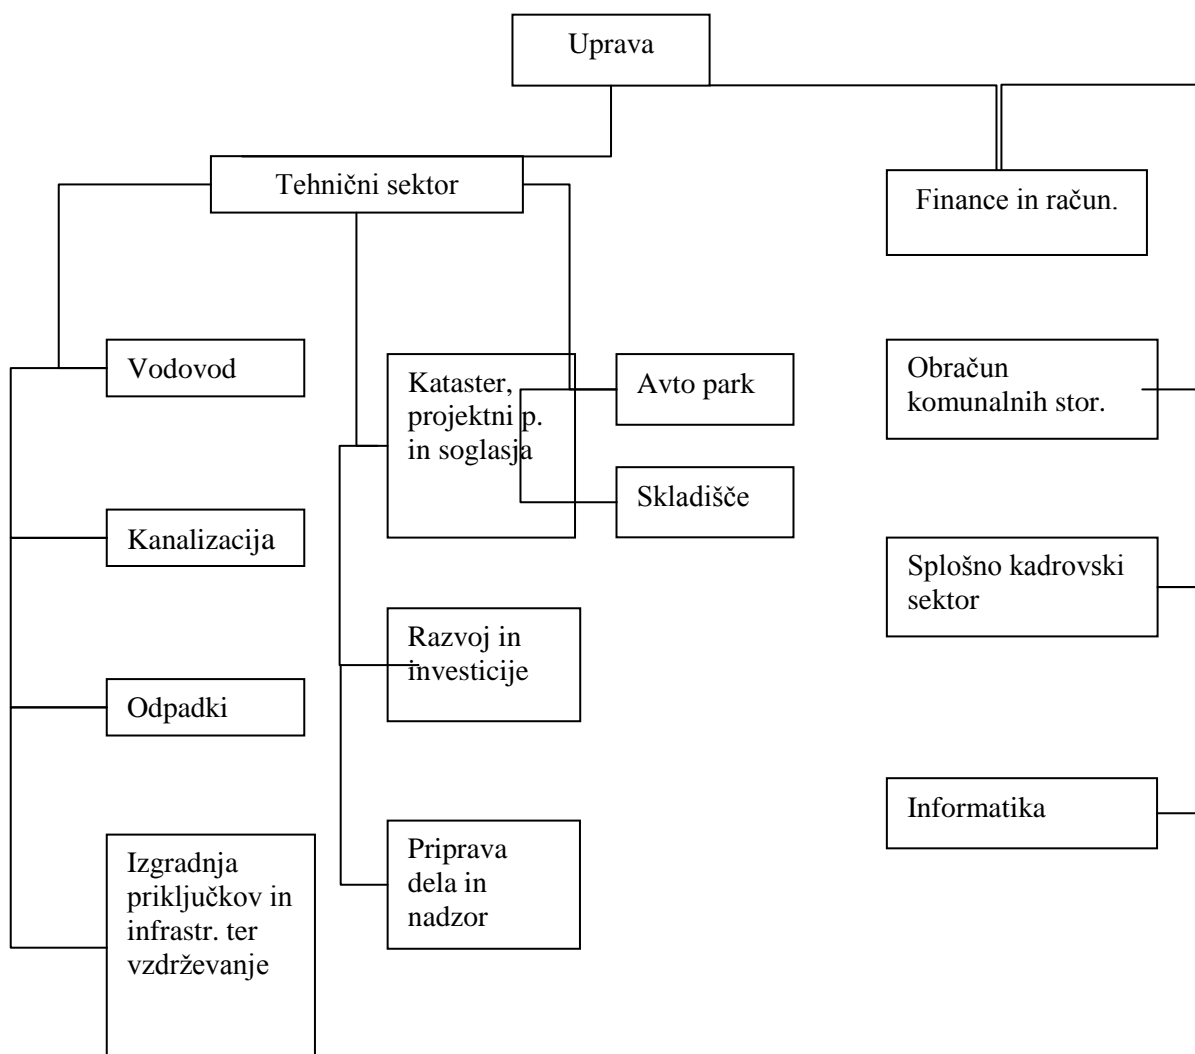 Uprava
Tehnični sektor
Finance in račun.
Vodovod
Kataster,
projektni p.
in soglasja
Avto park
Obračun
komunalnih stor.
Skladišče
Kanalizacija
Splošno kadrovski
sektor
Razvoj in
investicije
Odpadki
Informatika
Izgradnja
priključkov in
infrastr. ter
vzdrževanje
Priprava
dela in
nadzor